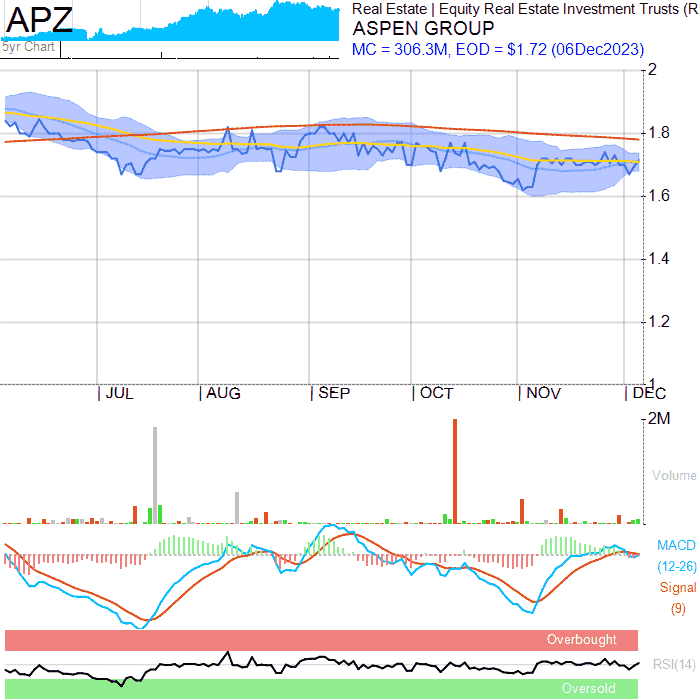 APZ
5yr Chart
Real Estate | Equity Real Estate Investment Trusts (R
ASPEN GROUP
MC = 306.3M, EOD = $1.72 (06Dec2023)
2
1.8
1.6
1.4
1.2
1
JUL AUG SEP OCT NOV DEC
2M
Volume
MACD
(12-26)
Signal
(9)
Overbought
RSI(14)
Oversold